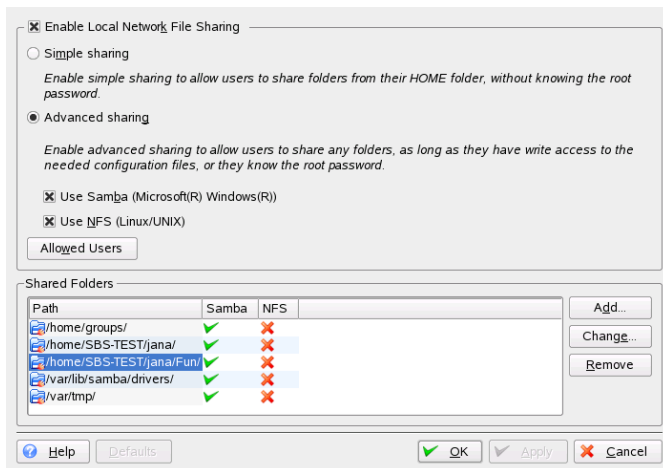 Enable Local Network File Sharing
Simple sharing
Enable simple sharing to allow users to share folders from their HOME folder, without knowing the root
password.
Advanced sharing
Enable advanced sharing to allow users to share any folders, as long as they have write access to the
needed configuration files, or they know the root password.
Use Samba (Microsoft(R) Windows(R))
Use NFS (Linux/UNIX)
Allowed Users
Shared Folders
Path Samba NFS
/home/groups/
/home/SBS-TEST/jana/
/home/SBS-TEST/jana/Fun/
/var/lib/samba/drivers/
/var/tmp/
Add...
Change...
Remove
Help Defaults OK Apply Cancel